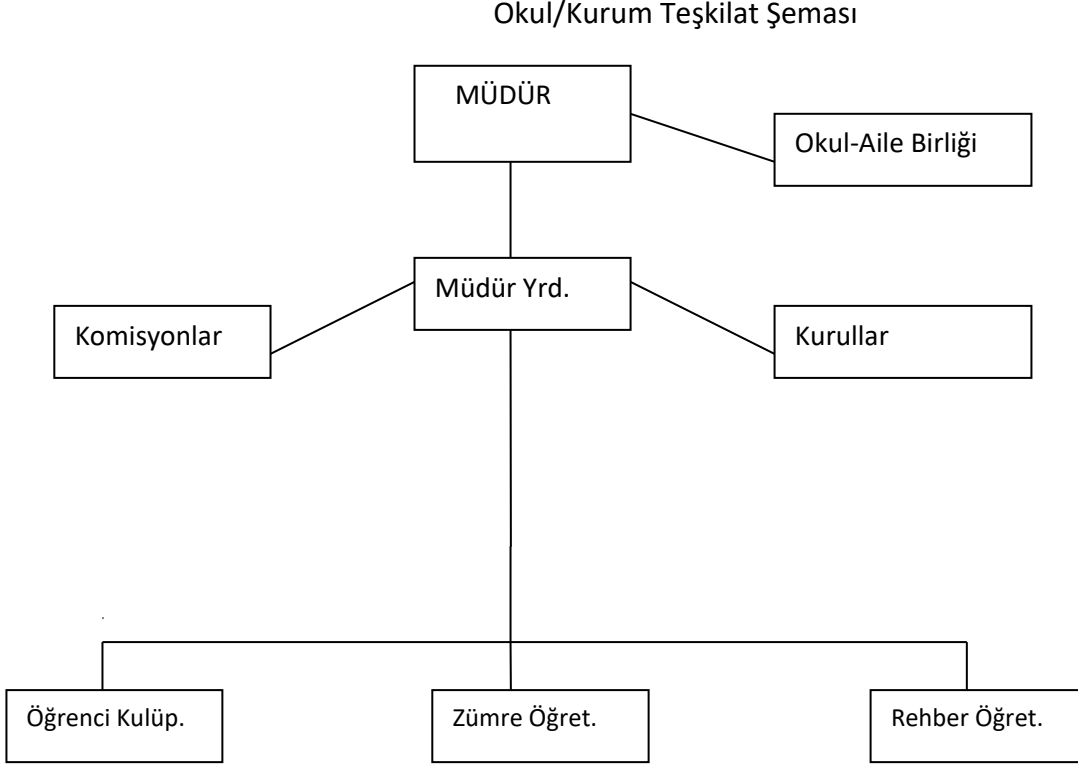 Okul/Kurum Teşkilat Şeması
MÜDÜR
Okul-Aile Birliği
Müdür Yrd.
Komisyonlar
Kurullar
Öğrenci Kulüp.
Zümre Öğret.
Rehber Öğret.